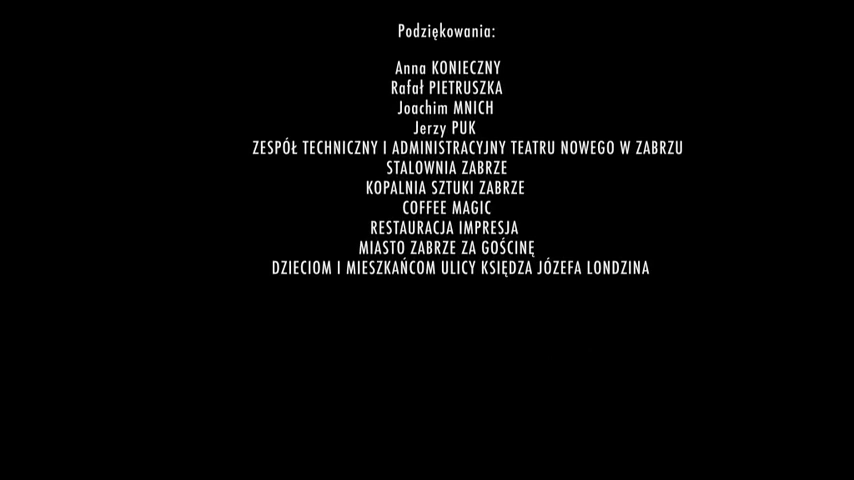 Podziękowania:
Anna KONIECZNY
Rafał PIETRUSZKA
Joachim MNICH
Jerzy PUK
ZESPÓŁ TECHNICZNY I ADMINISTRACYJNY TEATRU NOWEGO W ZABRZU
STALOWNIA ZABRZE
KOPALNIA SZTUKI ZABRZE
COFFEE MAGIC
RESTAURACJA IMPRESJA
MIASTO ZABRZE ZA GOŚCINĘ
DZIECIOM I MIESZKAŃCOM ULICY KSIĘDZA JÓZEFA LONDZINA